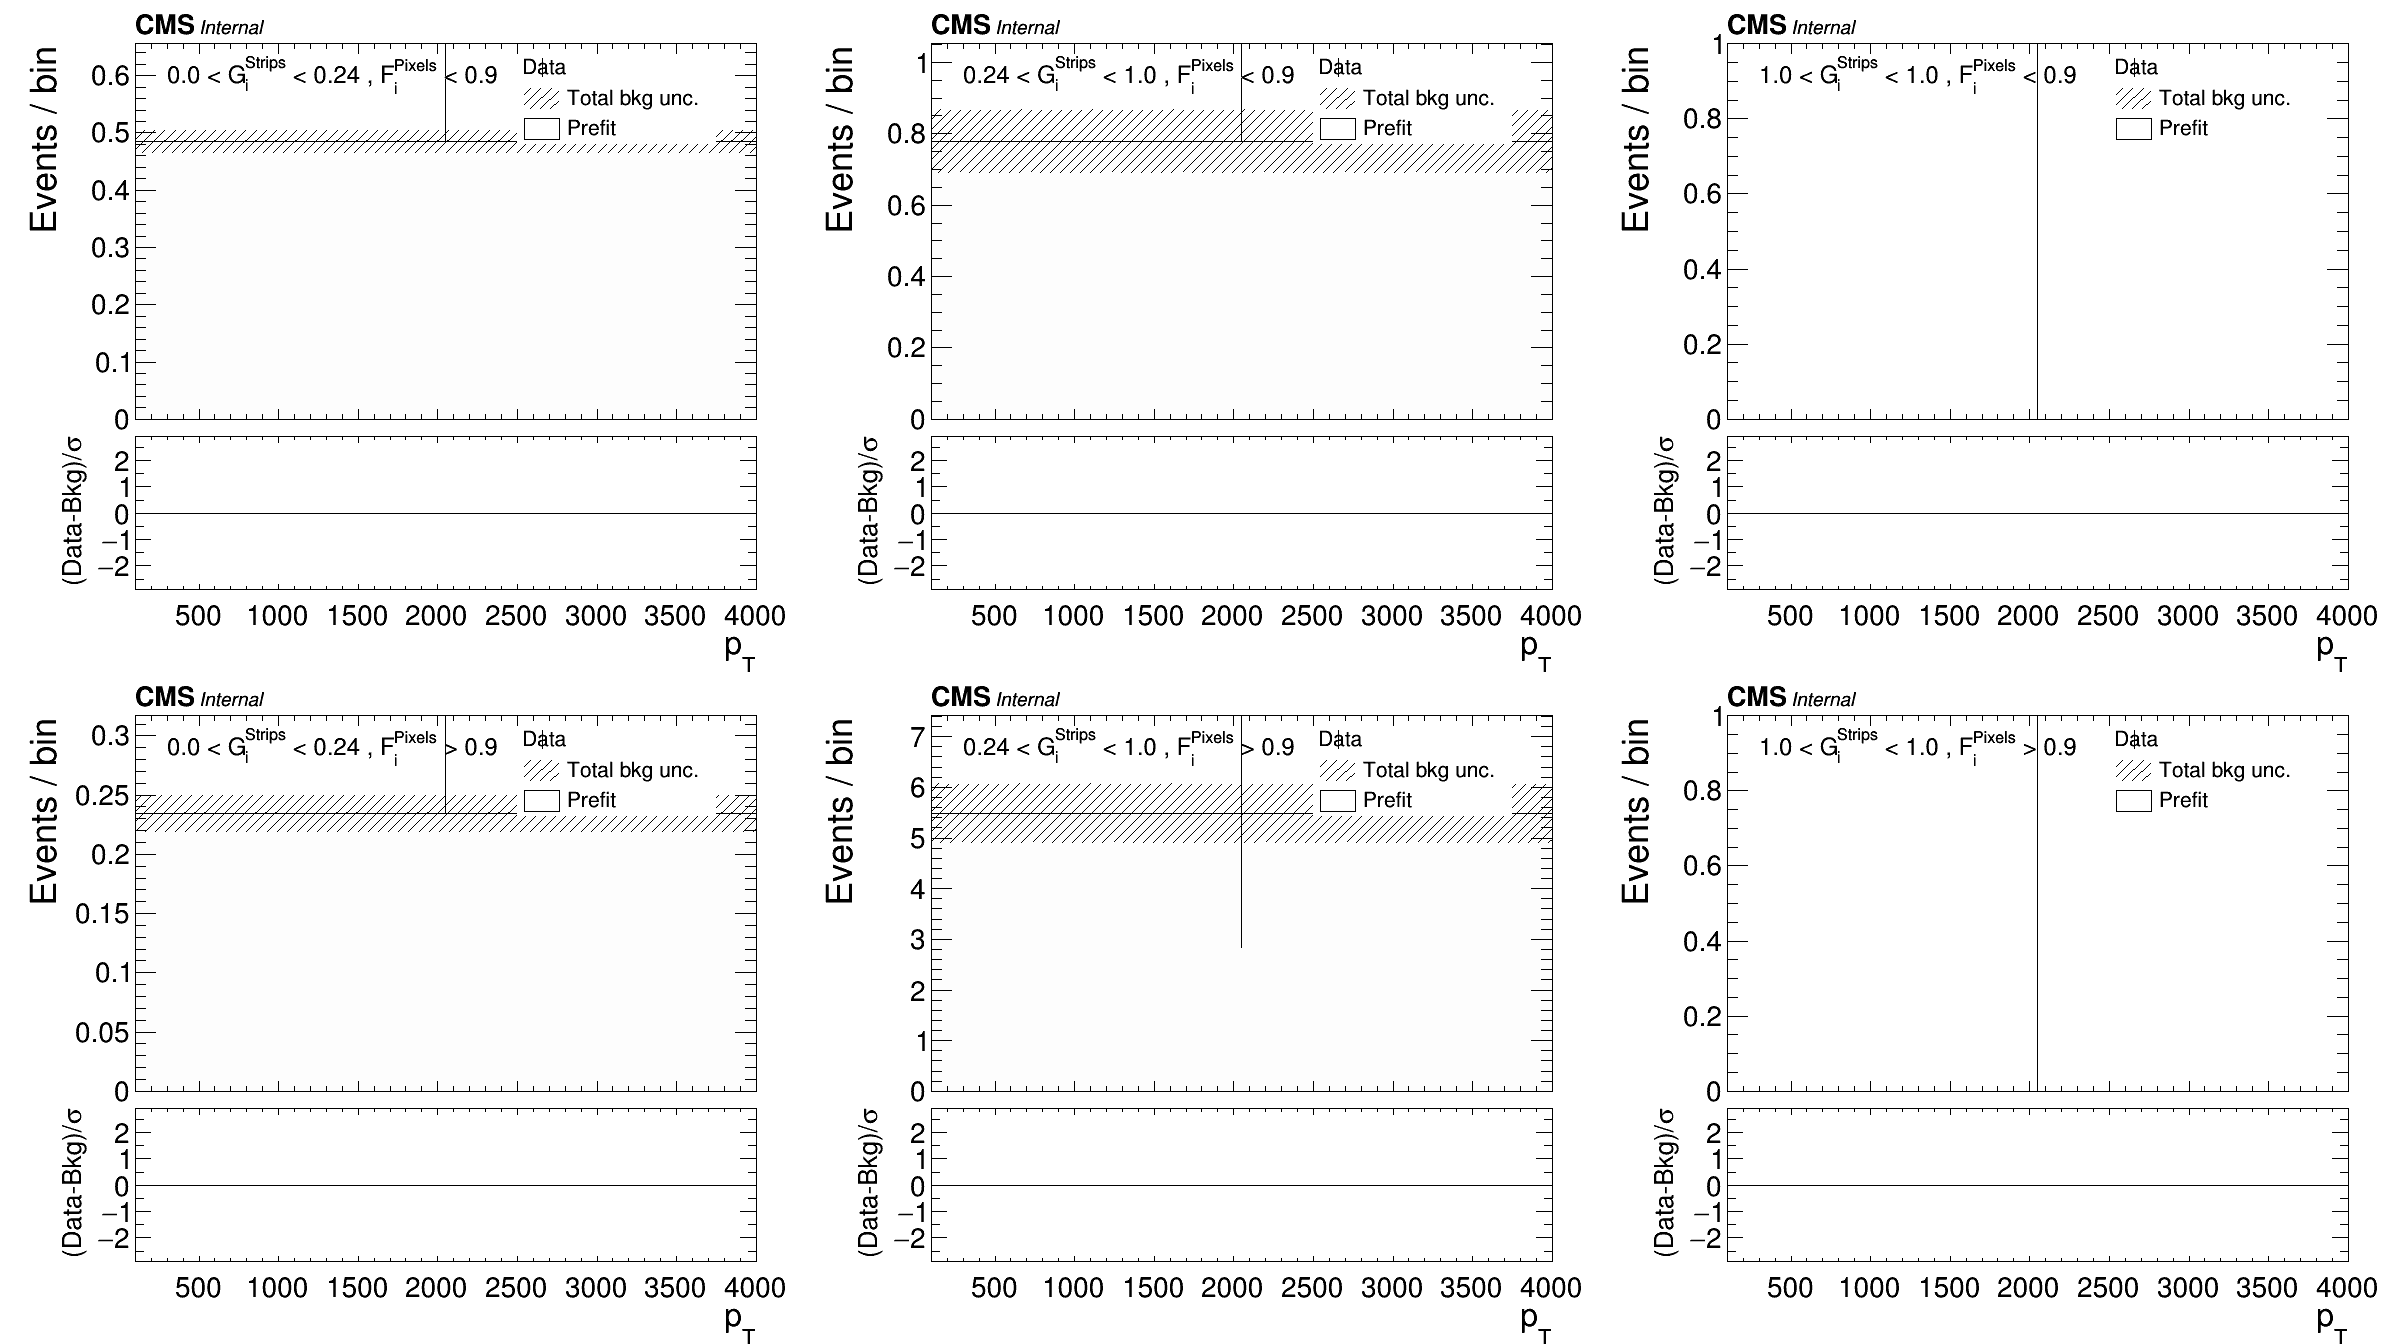 CMS Internal
Events / bin
0.0 < G_i^Strips < 0.24 , F_i^Pixels < 0.9
Data
Total bkg unc.
Prefit
0.6
0.5
0.4
0.3
0.2
0.1
0
(Data-Bkg)/σ
2
1
0
−1
−2
500 1000 1500 2000 2500 3000 3500 4000
p_T
CMS Internal
Events / bin
0.24 < G_i^Strips < 1.0 , F_i^Pixels < 0.9
Data
Total bkg unc.
Prefit
1
0.8
0.6
0.4
0.2
0
(Data-Bkg)/σ
2
1
0
−1
−2
500 1000 1500 2000 2500 3000 3500 4000
p_T
CMS Internal
Events / bin
1.0 < G_i^Strips < 1.0 , F_i^Pixels < 0.9
Data
Total bkg unc.
Prefit
1
0.8
0.6
0.4
0.2
0
(Data-Bkg)/σ
2
1
0
−1
−2
500 1000 1500 2000 2500 3000 3500 4000
p_T
CMS Internal
Events / bin
0.0 < G_i^Strips < 0.24 , F_i^Pixels > 0.9
Data
Total bkg unc.
Prefit
0.3
0.25
0.2
0.15
0.1
0.05
0
(Data-Bkg)/σ
2
1
0
−1
−2
500 1000 1500 2000 2500 3000 3500 4000
p_T
CMS Internal
Events / bin
0.24 < G_i^Strips < 1.0 , F_i^Pixels > 0.9
Data
Total bkg unc.
Prefit
7
6
5
4
3
2
1
0
(Data-Bkg)/σ
2
1
0
−1
−2
500 1000 1500 2000 2500 3000 3500 4000
p_T
CMS Internal
Events / bin
1.0 < G_i^Strips < 1.0 , F_i^Pixels > 0.9
Data
Total bkg unc.
Prefit
1
0.8
0.6
0.4
0.2
0
(Data-Bkg)/σ
2
1
0
−1
−2
500 1000 1500 2000 2500 3000 3500 4000
p_T